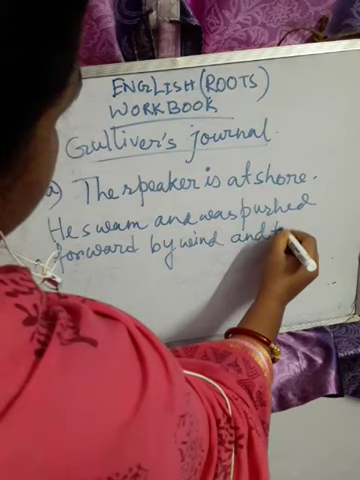 ENGLISH (ROOTS)
WORKBOOK
Gulliver's journal.
a) The speaker is at shore.
He swam and was pushed
forward by wind and t